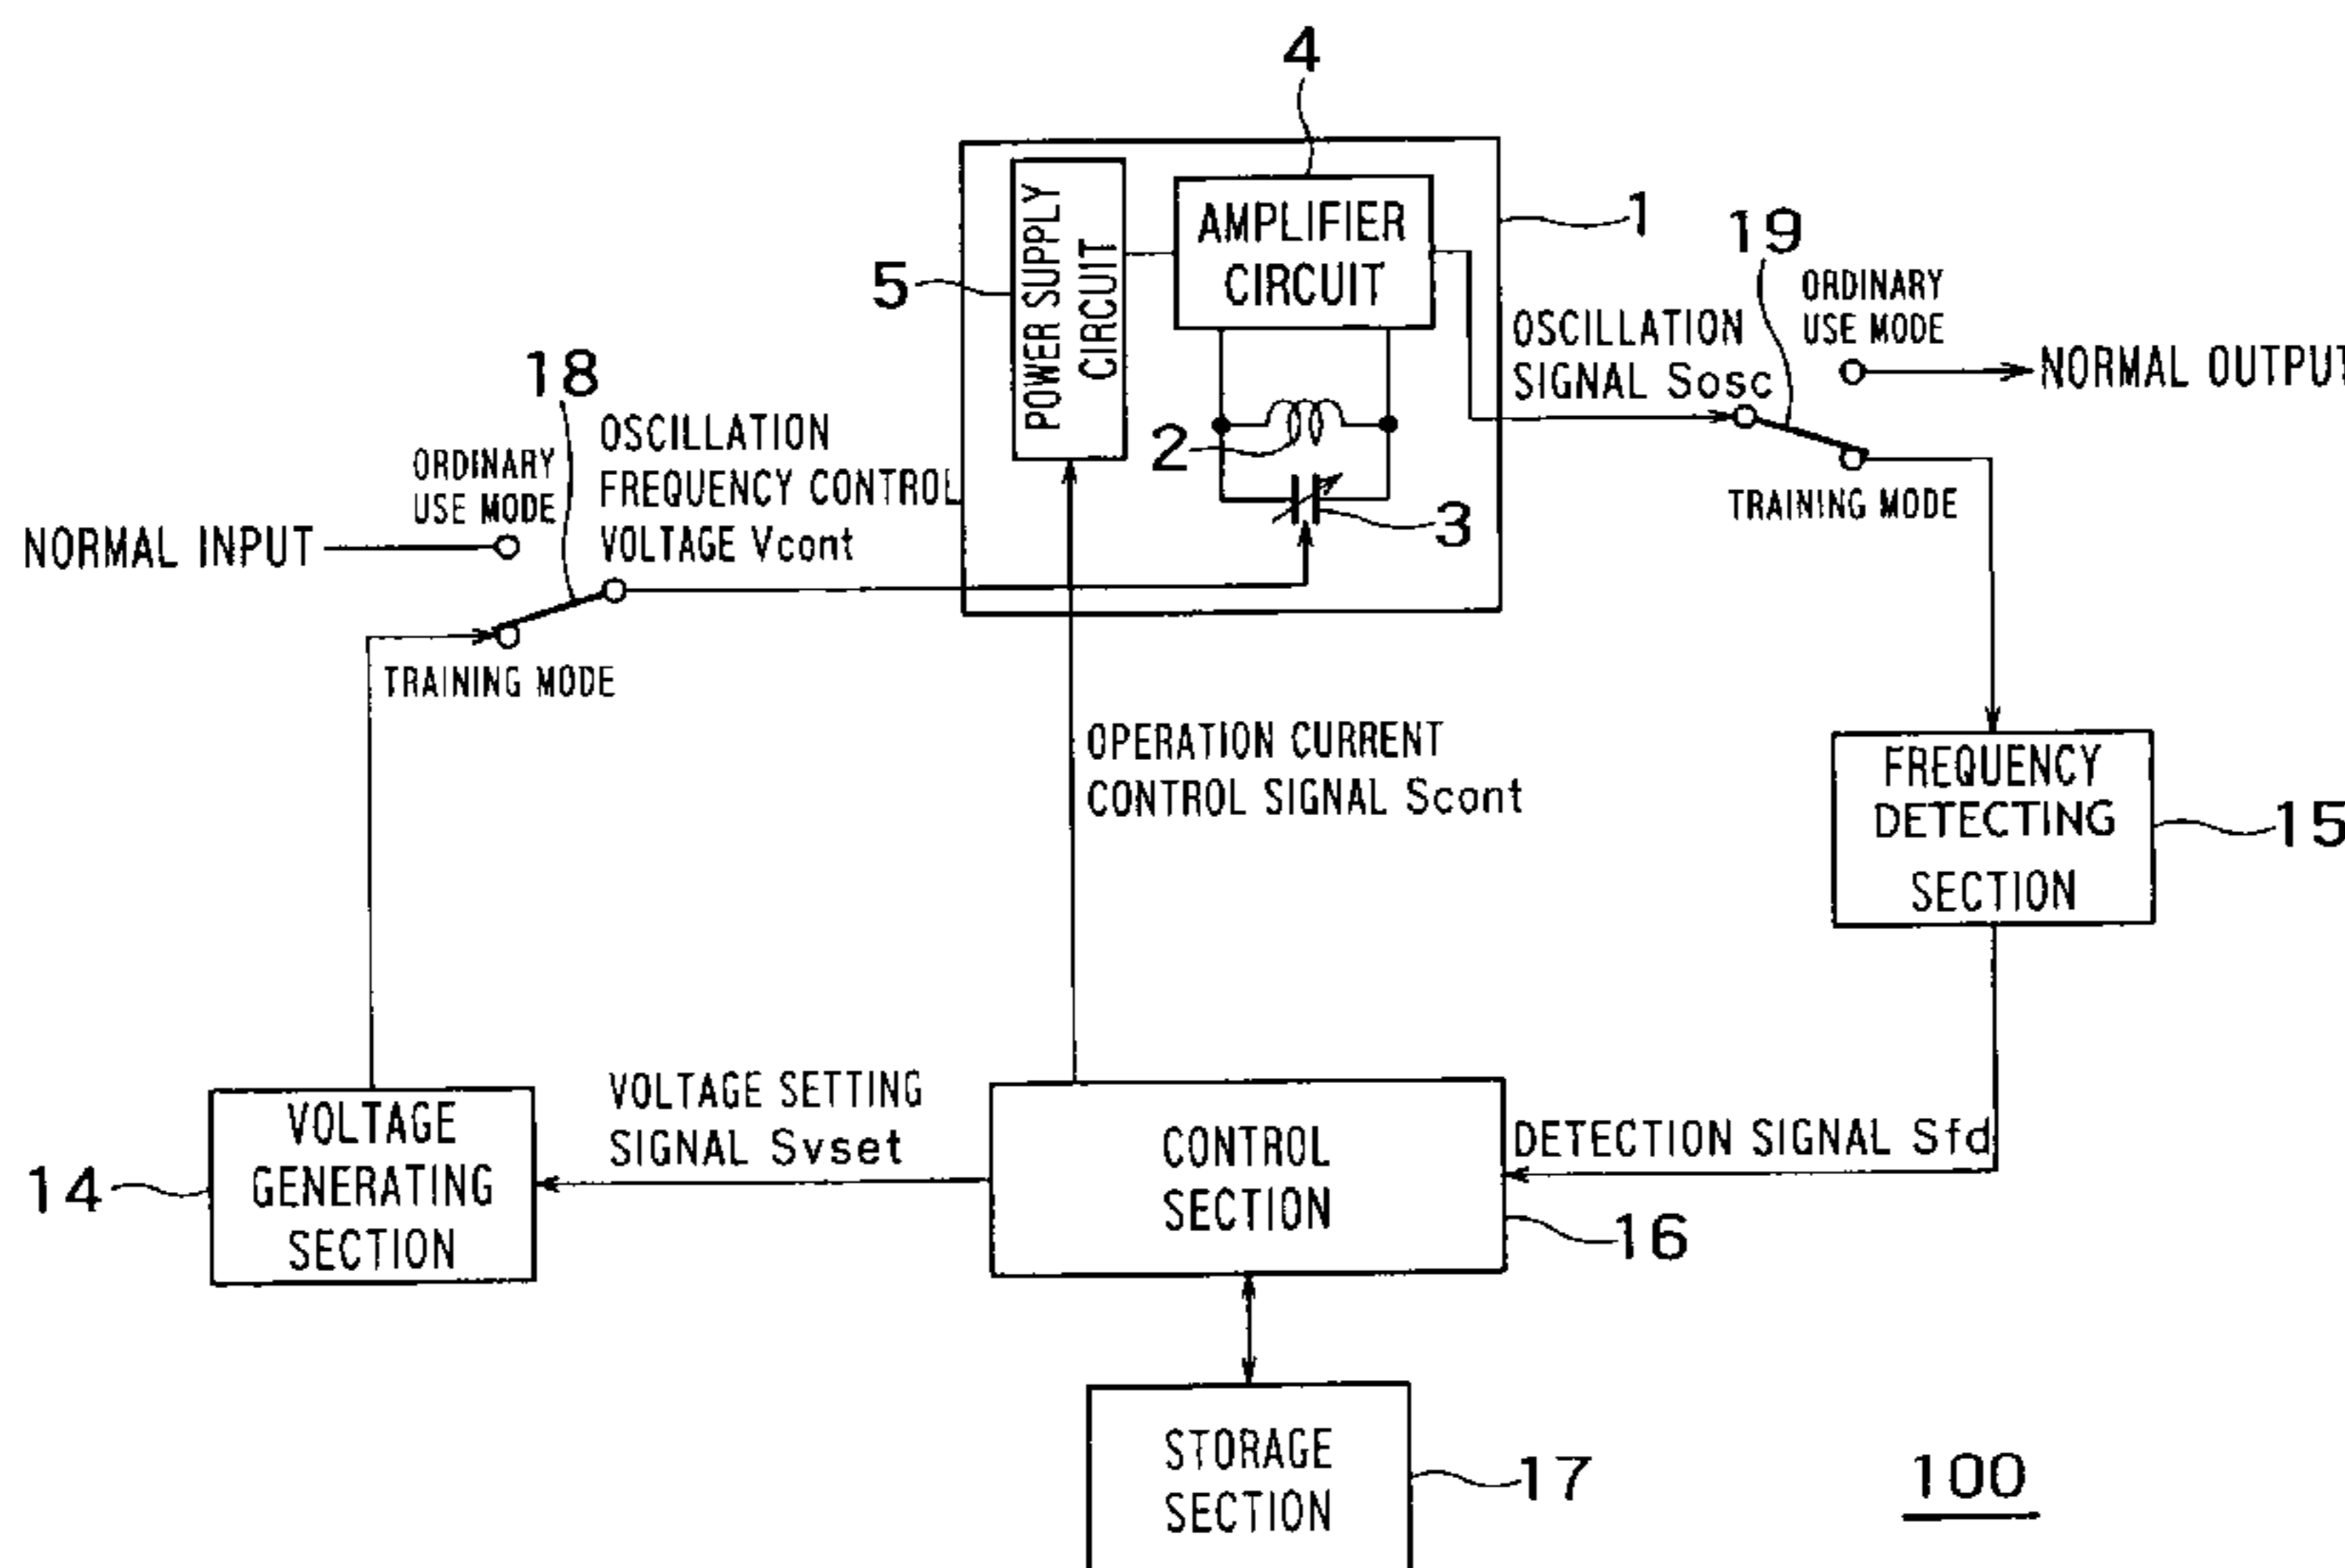 4
POWER SUPPLY
CIRCUIT
AMPLIFIER
CIRCUIT
1
5
2
3
19
ORDINARY
USE MODE
OSCILLATION
SIGNAL Sosc
NORMAL OUTPUT
TRAINING MODE
18
ORDINARY
USE MODE
OSCILLATION
FREQUENCY CONTROL
VOLTAGE Vcont
NORMAL INPUT
TRAINING MODE
OPERATION CURRENT
CONTROL SIGNAL Scont
FREQUENCY
DETECTING
SECTION
15
VOLTAGE
GENERATING
SECTION
14
VOLTAGE SETTING
SIGNAL Svset
CONTROL
SECTION
16
DETECTION SIGNAL Sfd
STORAGE
SECTION
17
100